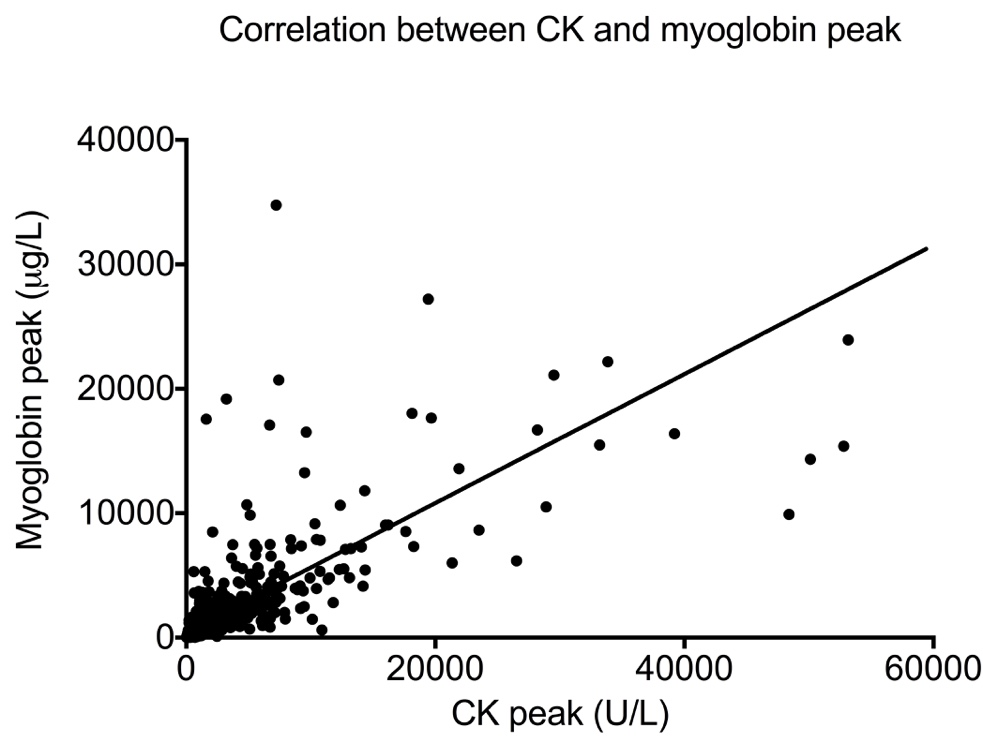 Correlation between CK and myoglobin peak
40000
30000
20000
10000
0
Myoglobin peak (μg/L)
0 20000 40000 60000
CK peak (U/L)